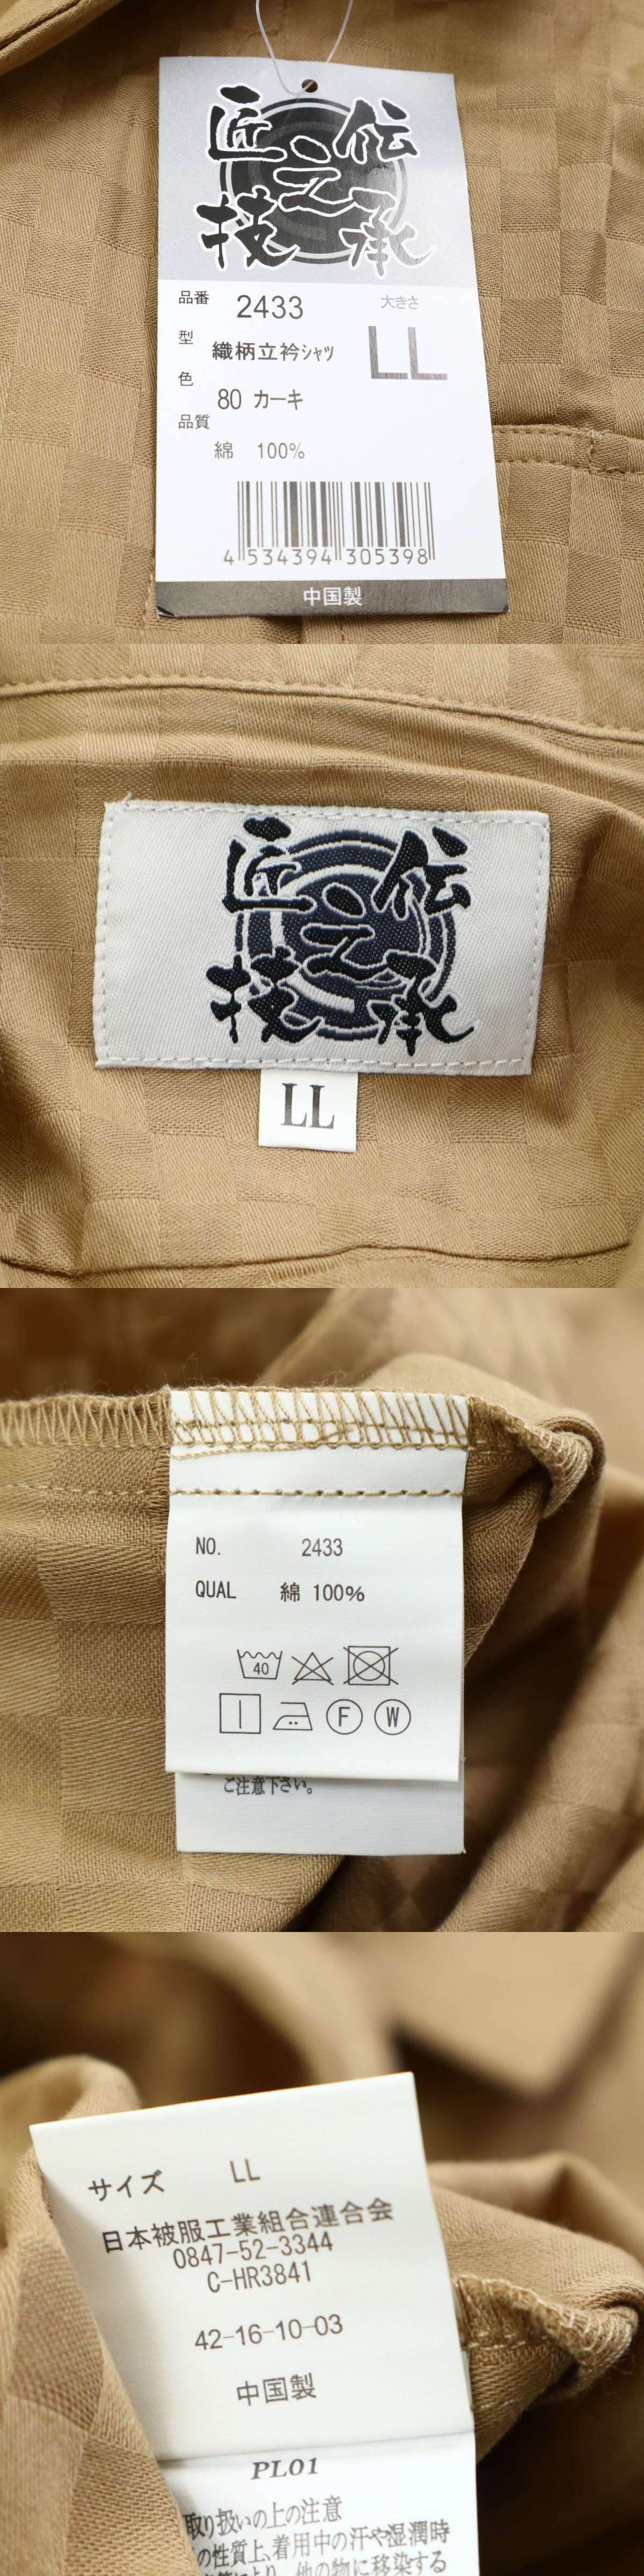 伝承之匠技
品番 2433 大きさ
型 織柄立衿シャツ LL
色 80 カーキ
品質 綿 100%
4 534394 305398
中国製
伝承之匠技
LL
NO. 2433
QUAL 綿 100%
40
F W
ご注意下さい。
サイズ LL
日本被服工業組合連合会
0847-52-3344
C-HR3841
42-16-10-03
中国製
PL01
取り扱いの上の注意
の性質上、着用中の汗や湿潤時
により、他の物に移染する